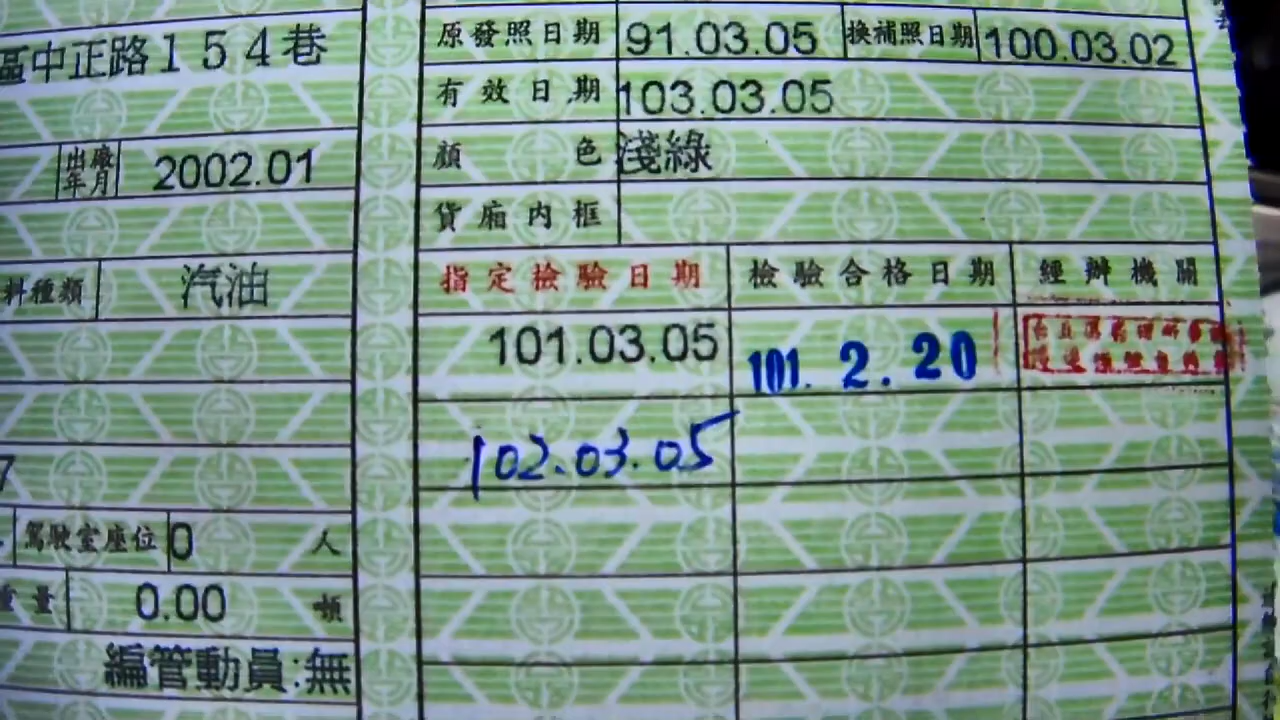 區中正路１５４巷
出廠年月 2002.01
料種類 汽油
7
駕駛室座位 0 人
重量 0.00 噸
編管動員:無
原發照日期 91.03.05 換補照日期 100.03.02
有效日期 103.03.05
顏色 淺綠
貨廂內框
指定檢驗日期 檢驗合格日期 經辦機關
101.03.05 101. 2. 20
102.03.05